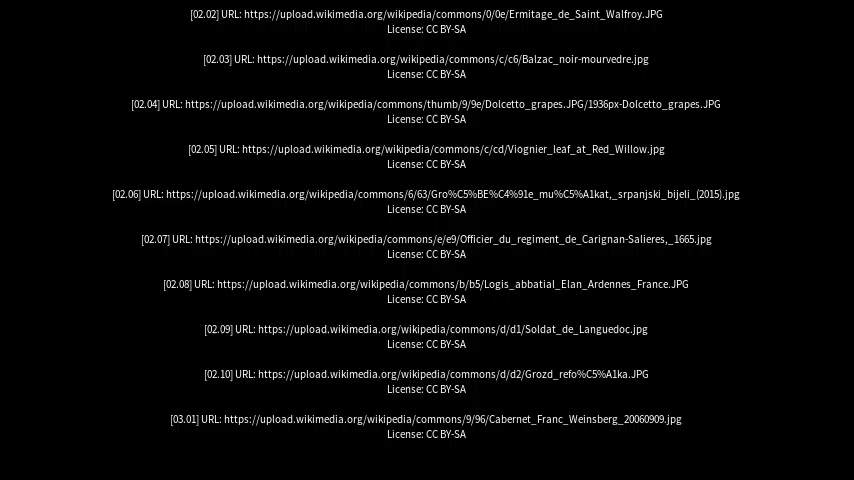 [02.02] URL: https://upload.wikimedia.org/wikipedia/commons/0/0e/Ermitage_de_Saint_Walfroy.JPG
License: CC BY-SA
[02.03] URL: https://upload.wikimedia.org/wikipedia/commons/c/c6/Balzac_noir-mourvedre.jpg
License: CC BY-SA
[02.04] URL: https://upload.wikimedia.org/wikipedia/commons/thumb/9/9e/Dolcetto_grapes.JPG/1936px-Dolcetto_grapes.JPG
License: CC BY-SA
[02.05] URL: https://upload.wikimedia.org/wikipedia/commons/c/cd/Viognier_leaf_at_Red_Willow.jpg
License: CC BY-SA
[02.06] URL: https://upload.wikimedia.org/wikipedia/commons/6/63/Gro%C5%BE%C4%91e_mu%C5%A1kat,_srpanjski_bijeli_(2015).jpg
License: CC BY-SA
[02.07] URL: https://upload.wikimedia.org/wikipedia/commons/e/e9/Officier_du_regiment_de_Carignan-Salieres,_1665.jpg
License: CC BY-SA
[02.08] URL: https://upload.wikimedia.org/wikipedia/commons/b/b5/Logis_abbatial_Elan_Ardennes_France.JPG
License: CC BY-SA
[02.09] URL: https://upload.wikimedia.org/wikipedia/commons/d/d1/Soldat_de_Languedoc.jpg
License: CC BY-SA
[02.10] URL: https://upload.wikimedia.org/wikipedia/commons/d/d2/Grozd_refo%C5%A1ka.JPG
License: CC BY-SA
[03.01] URL: https://upload.wikimedia.org/wikipedia/commons/9/96/Cabernet_Franc_Weinsberg_20060909.jpg
License: CC BY-SA